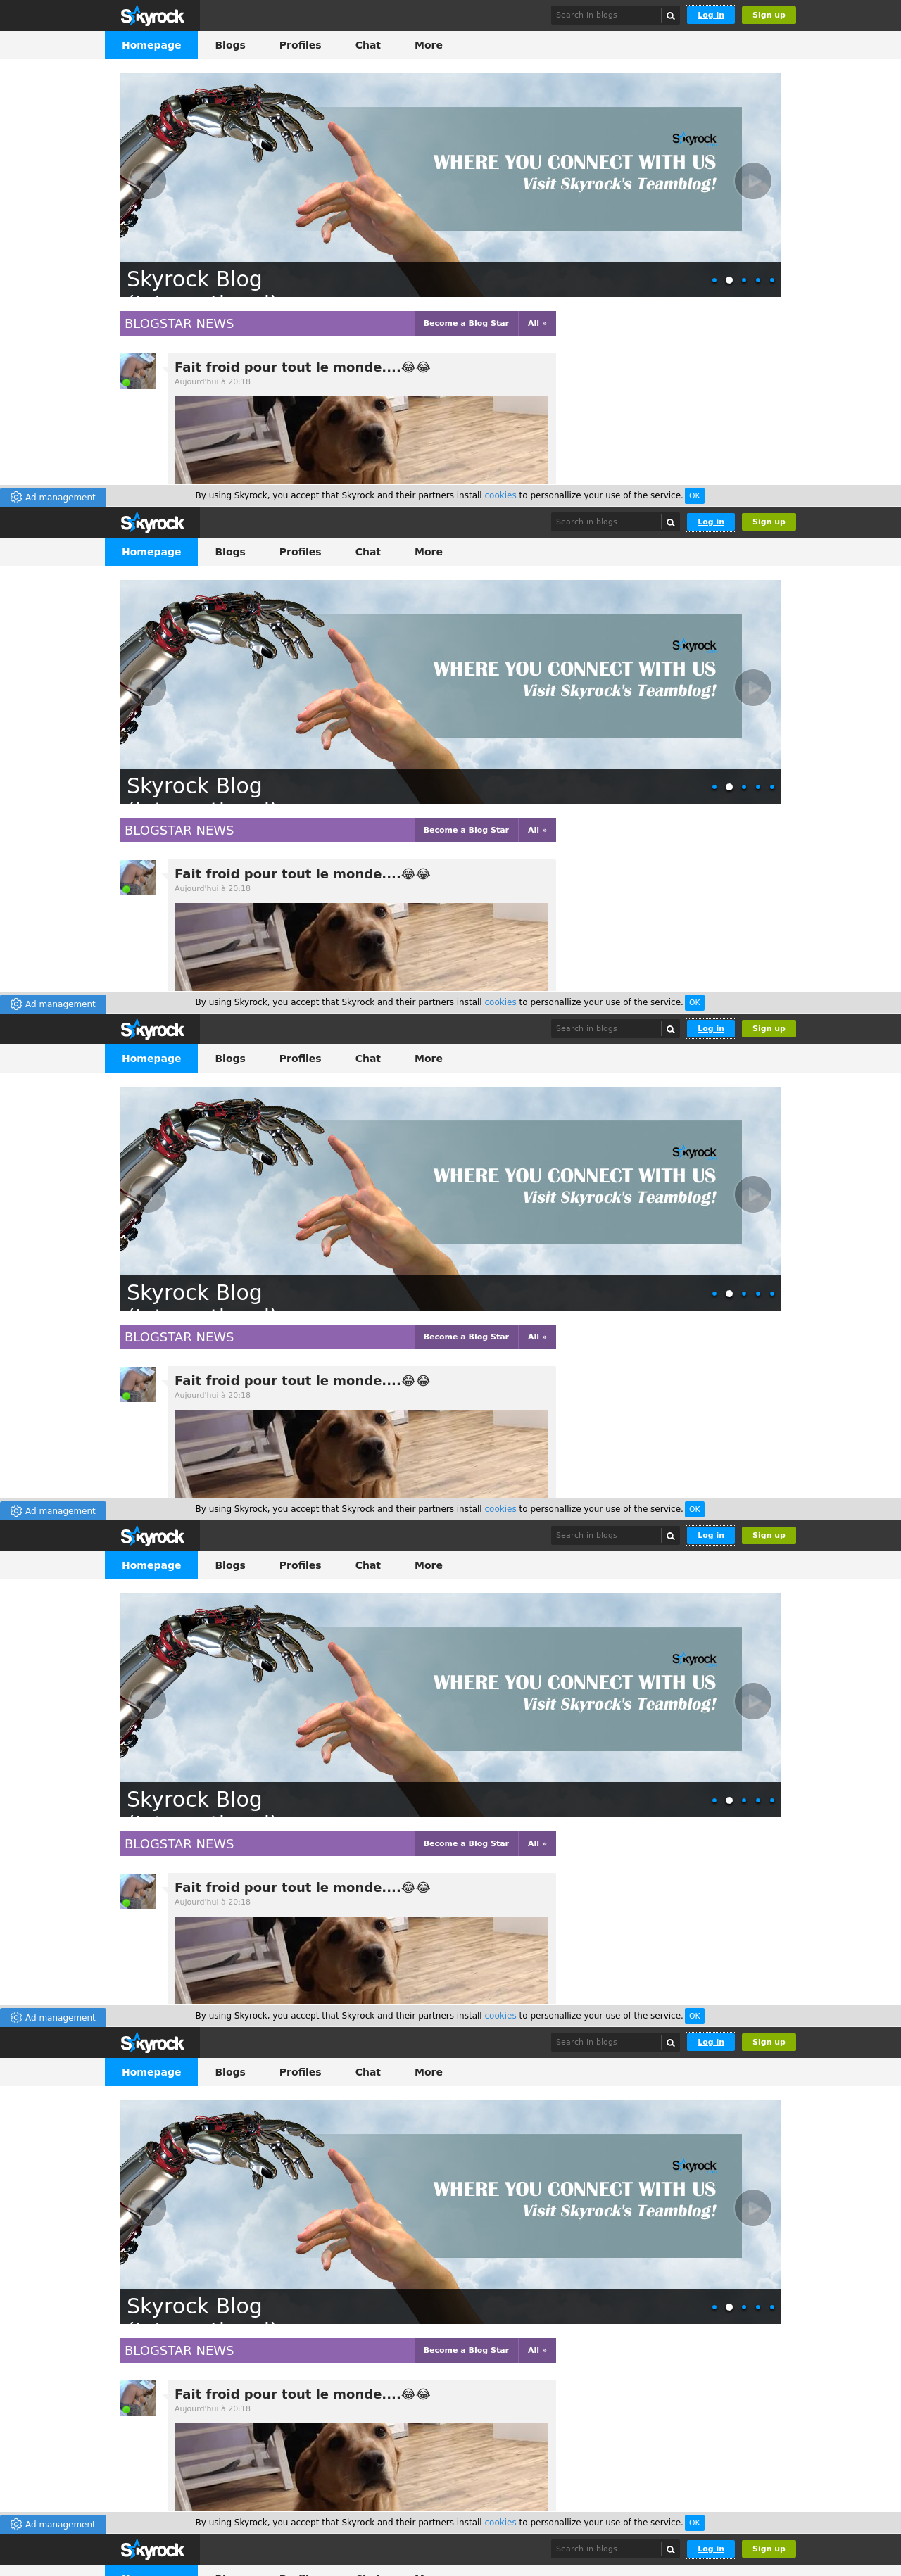 Skyrock
Search in blogs
Log in
Sign up
Homepage
Blogs
Profiles
Chat
More
Skyrock
WHERE YOU CONNECT WITH US
Visit Skyrock's Teamblog!
Skyrock Blog
BLOGSTAR NEWS
Become a Blog Star
All »
Fait froid pour tout le monde....😂😂
Aujourd'hui à 20:18
Ad management
By using Skyrock, you accept that Skyrock and their partners install cookies to personallize your use of the service. OK
Skyrock
Search in blogs
Log in
Sign up
Homepage
Blogs
Profiles
Chat
More
Skyrock
WHERE YOU CONNECT WITH US
Visit Skyrock's Teamblog!
Skyrock Blog
BLOGSTAR NEWS
Become a Blog Star
All »
Fait froid pour tout le monde....😂😂
Aujourd'hui à 20:18
Ad management
By using Skyrock, you accept that Skyrock and their partners install cookies to personallize your use of the service. OK
Skyrock
Search in blogs
Log in
Sign up
Homepage
Blogs
Profiles
Chat
More
Skyrock
WHERE YOU CONNECT WITH US
Visit Skyrock's Teamblog!
Skyrock Blog
BLOGSTAR NEWS
Become a Blog Star
All »
Fait froid pour tout le monde....😂😂
Aujourd'hui à 20:18
Ad management
By using Skyrock, you accept that Skyrock and their partners install cookies to personallize your use of the service. OK
Skyrock
Search in blogs
Log in
Sign up
Homepage
Blogs
Profiles
Chat
More
Skyrock
WHERE YOU CONNECT WITH US
Visit Skyrock's Teamblog!
Skyrock Blog
BLOGSTAR NEWS
Become a Blog Star
All »
Fait froid pour tout le monde....😂😂
Aujourd'hui à 20:18
Ad management
By using Skyrock, you accept that Skyrock and their partners install cookies to personallize your use of the service. OK
Skyrock
Search in blogs
Log in
Sign up
Homepage
Blogs
Profiles
Chat
More
Skyrock
WHERE YOU CONNECT WITH US
Visit Skyrock's Teamblog!
Skyrock Blog
BLOGSTAR NEWS
Become a Blog Star
All »
Fait froid pour tout le monde....😂😂
Aujourd'hui à 20:18
Ad management
By using Skyrock, you accept that Skyrock and their partners install cookies to personallize your use of the service. OK
Skyrock
Search in blogs
Log in
Sign up